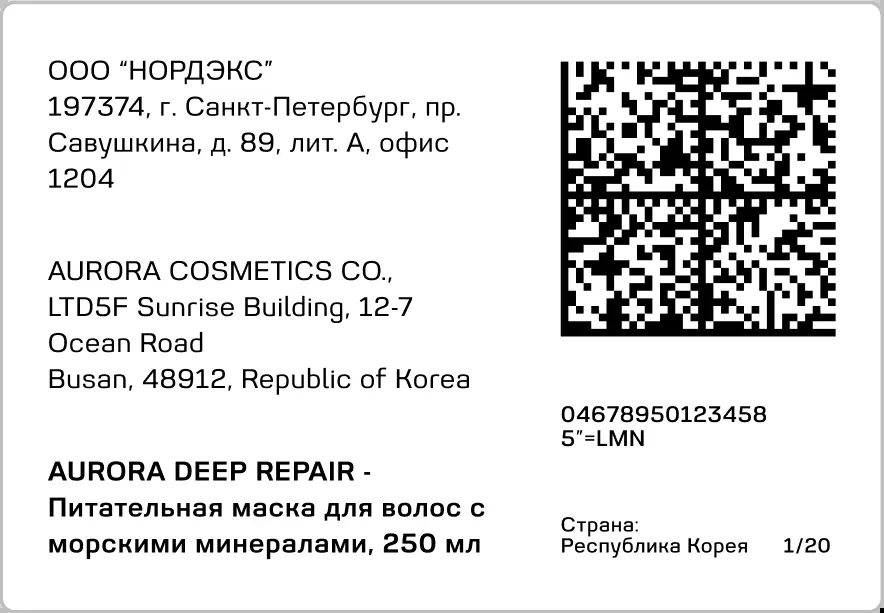 ООО “НОРДЭКС”
197374, г. Санкт-Петербург, пр.
Савушкина, д. 89, лит. А, офис
1204
AURORA COSMETICS CO.,
LTD5F Sunrise Building, 12-7
Ocean Road
Busan, 48912, Republic of Korea
AURORA DEEP REPAIR -
Питательная маска для волос с
морскими минералами, 250 мл
04678950123458
5”=LMN
Страна:
Республика Корея 1/20